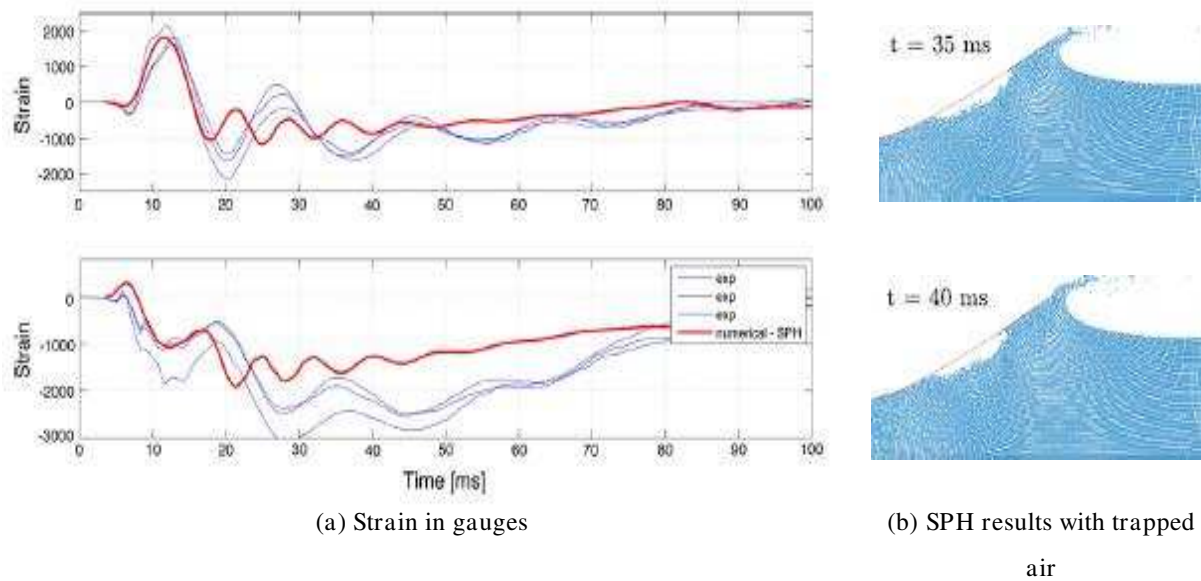 2000
1000
0
-1000
-2000
Strain
0 10 20 30 40 50 60 70 80 90 100
t = 35 ms
0
-1000
-2000
-3000
Strain
exp
exp
exp
numerical - SPH
0 10 20 30 40 50 60 70 80 90 100
Time [ms]
t = 40 ms
(a) Strain in gauges
(b) SPH results with trapped
air